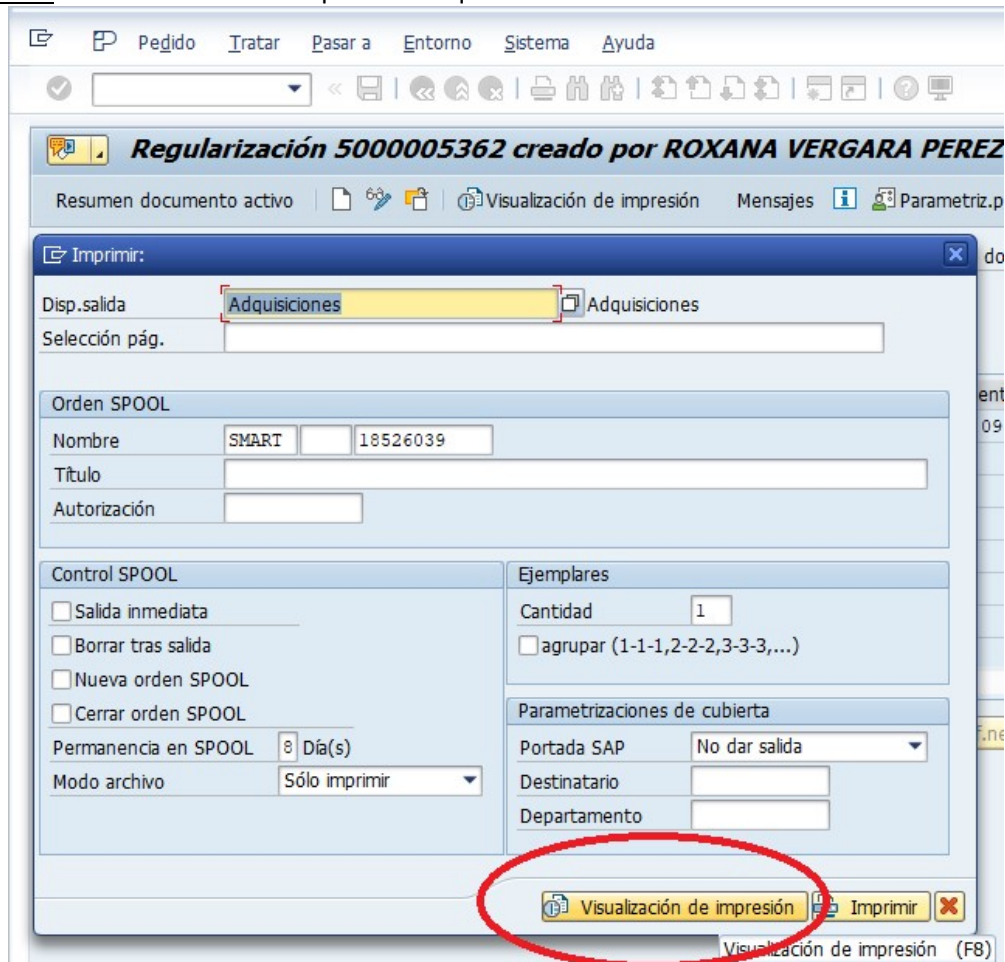 Pedido Tratar Pasar a Entorno Sistema Ayuda
Regularización 5000005362 creado por ROXANA VERGARA PEREZ
Resumen documento activo Visualización de impresión Mensajes Parametriz.p
Imprimir: do
Disp.salida Adquisiciones Adquisiciones
Selección pág.
Orden SPOOL ent
Nombre SMART 18526039 09
Título
Autorización
Control SPOOL Ejemplares
Salida inmediata Cantidad 1
Borrar tras salida agrupar (1-1-1,2-2-2,3-3-3,...)
Nueva orden SPOOL
Cerrar orden SPOOL Parametrizaciones de cubierta
Permanencia en SPOOL 8 Día(s) Portada SAP No dar salida
Modo archivo Sólo imprimir Destinatario
Departamento
Visualización de impresión Imprimir
Visualización de impresión (F8)